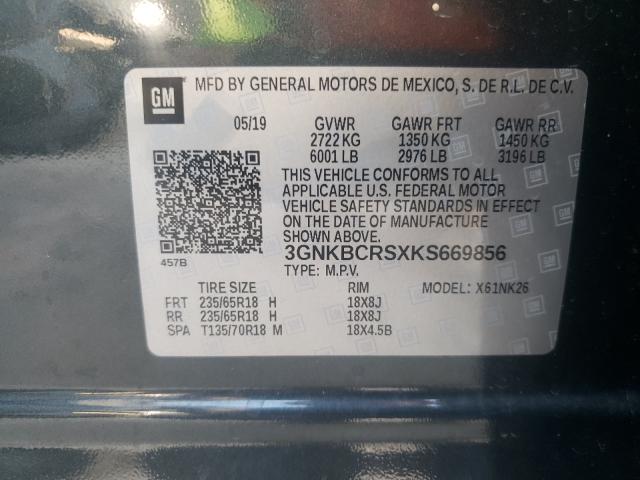 GM MFD BY GENERAL MOTORS DE MEXICO, S. DE R.L. DE C.V.
05/19 GVWR GAWR FRT GAWR RR
2722 KG 1350 KG 1450 KG
6001 LB 2976 LB 3196 LB
THIS VEHICLE CONFORMS TO ALL
APPLICABLE U.S. FEDERAL MOTOR
VEHICLE SAFETY STANDARDS IN EFFECT
ON THE DATE OF MANUFACTURE
SHOWN ABOVE.
3GNKBCRSXKS669856
457B
TYPE: M.P.V.
TIRE SIZE RIM MODEL: X61NK26
FRT 235/65R18 H 18X8J
RR 235/65R18 H 18X8J
SPA T135/70R18 M 18X4.5B